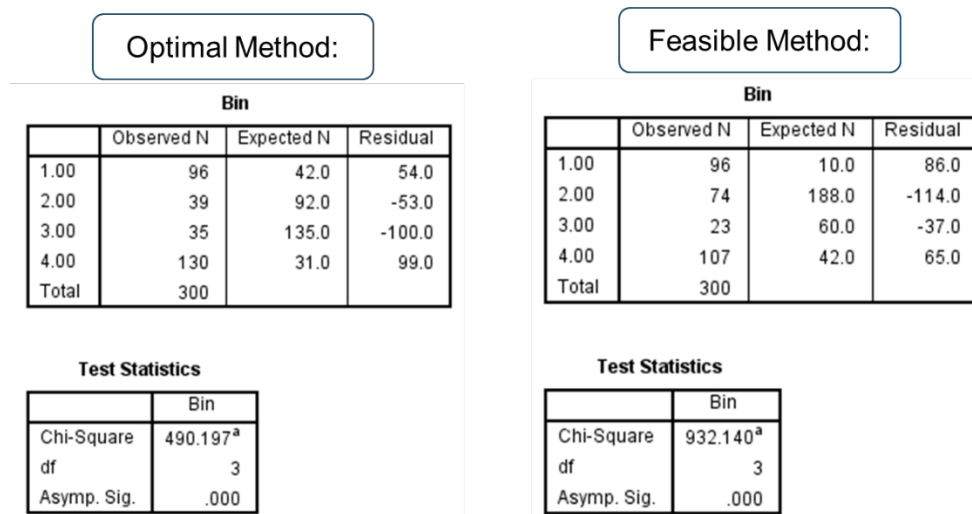 Optimal Method:
Bin
Observed N Expected N Residual
1.00 96 42.0 54.0
2.00 39 92.0 -53.0
3.00 35 135.0 -100.0
4.00 130 31.0 99.0
Total 300
Test Statistics
Bin
Chi-Square 490.197a
df 3
Asymp. Sig. .000
Feasible Method:
Bin
Observed N Expected N Residual
1.00 96 10.0 86.0
2.00 74 188.0 -114.0
3.00 23 60.0 -37.0
4.00 107 42.0 65.0
Total 300
Test Statistics
Bin
Chi-Square 932.140a
df 3
Asymp. Sig. .000